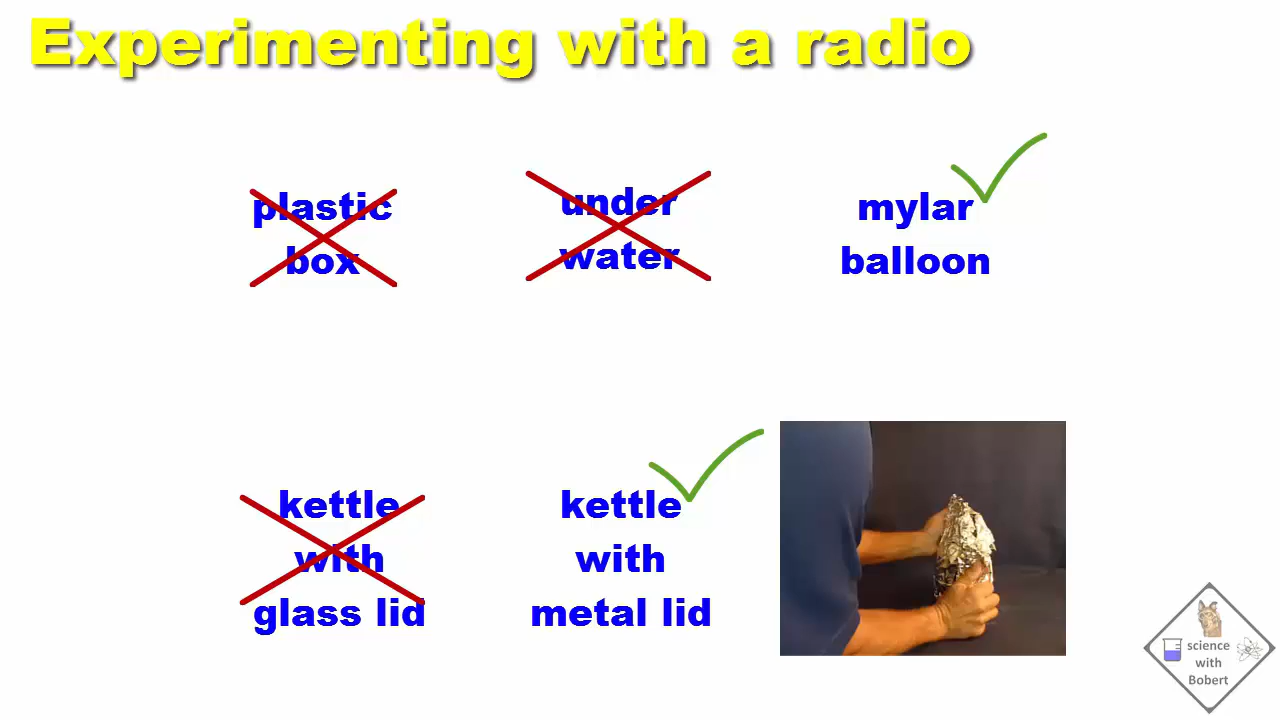 Experimenting with a radio
plastic
box
under
water
mylar
balloon
kettle
with
glass lid
kettle
with
metal lid
science
with
Bobert